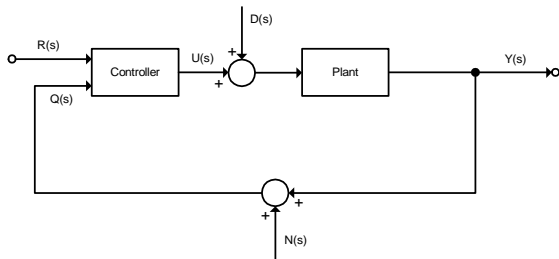 D(s)
R(s)
U(s)
+
Controller
+
Plant
Y(s)
Q(s)
+
+
N(s)